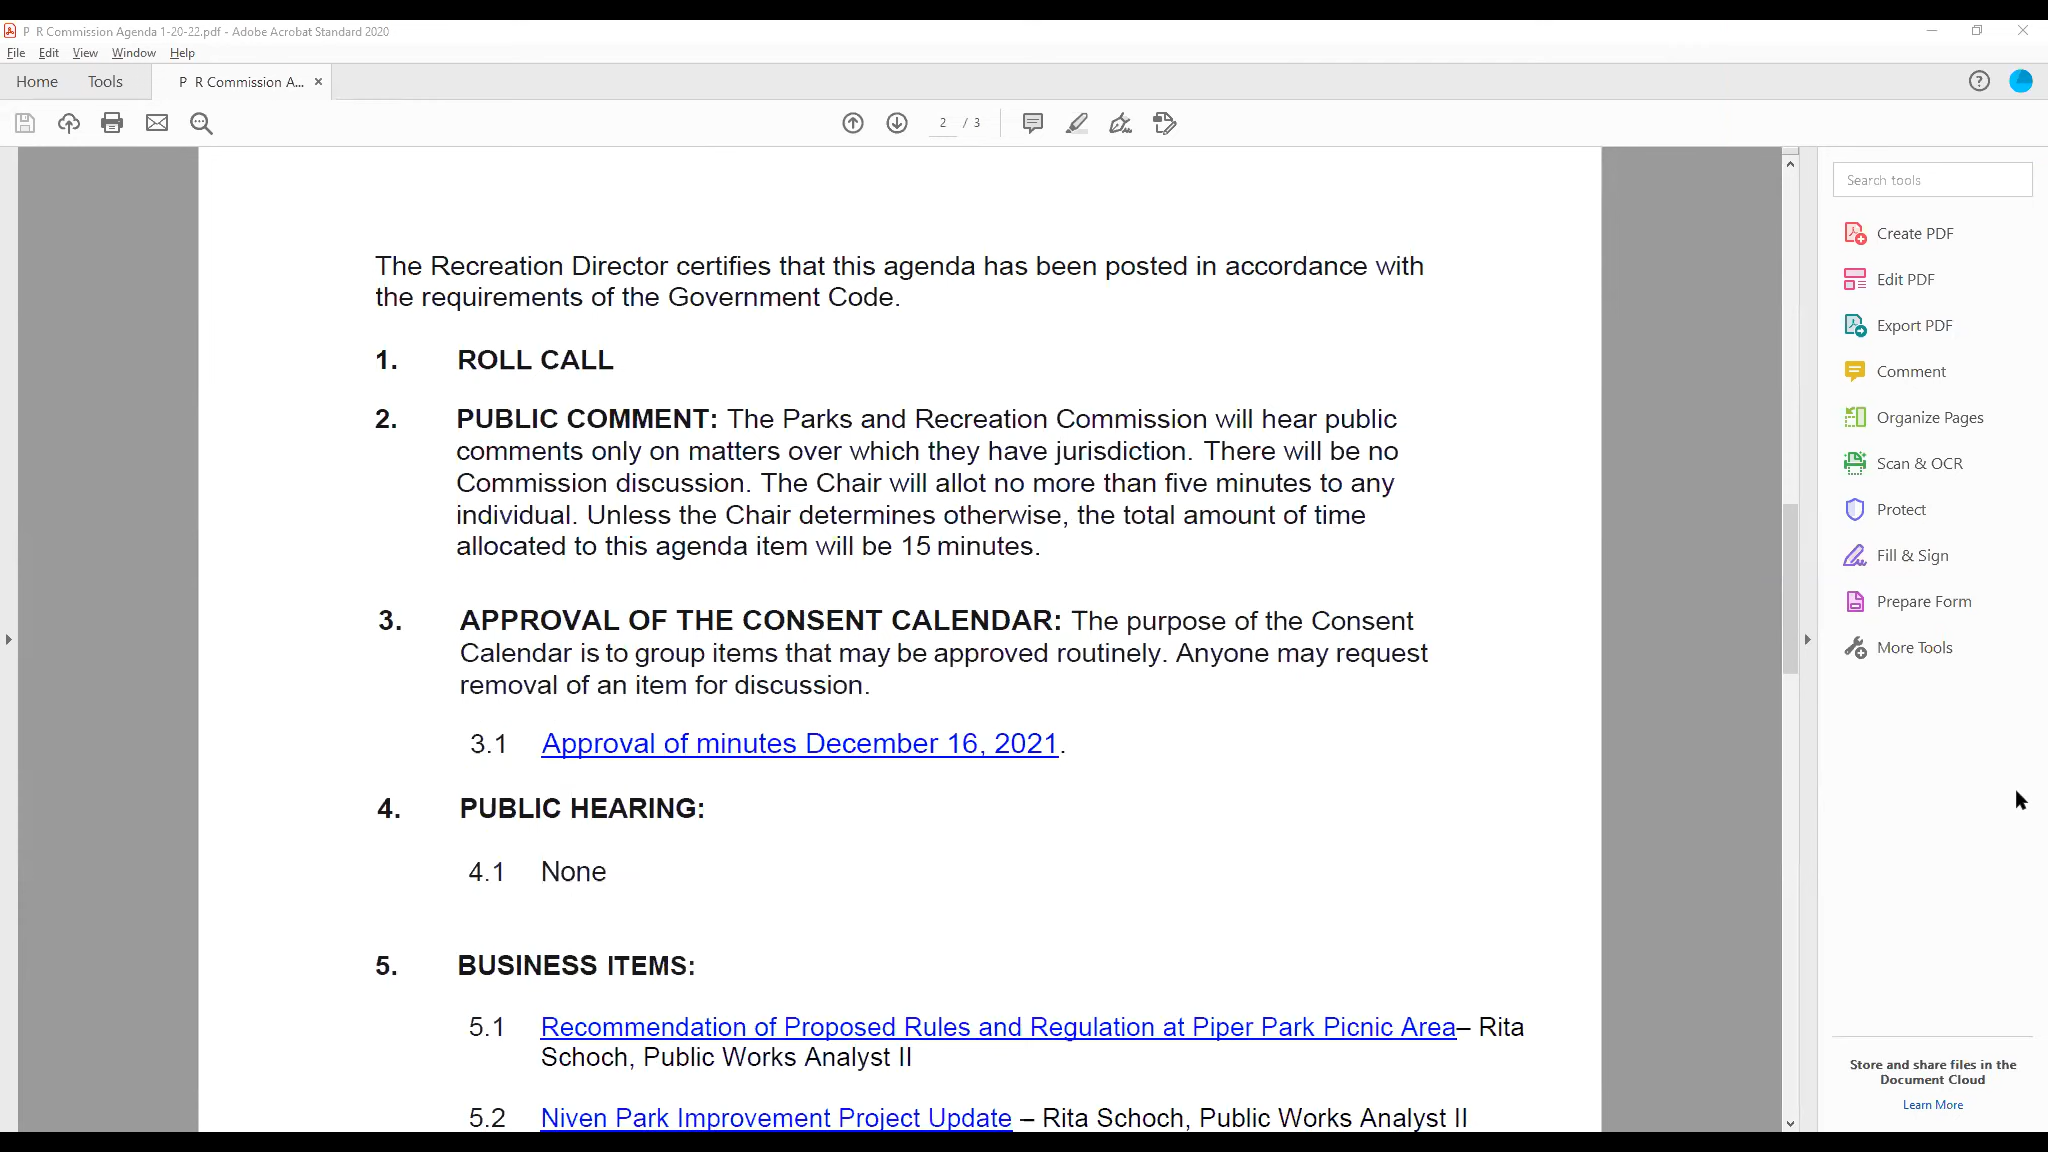 P R Commission Agenda 1-20-22.pdf - Adobe Acrobat Standard 2020
File Edit View Window Help
Home Tools P R Commission A... ×
2 / 3
Search tools
The Recreation Director certifies that this agenda has been posted in accordance with
the requirements of the Government Code.
1. ROLL CALL
2. PUBLIC COMMENT: The Parks and Recreation Commission will hear public
comments only on matters over which they have jurisdiction. There will be no
Commission discussion. The Chair will allot no more than five minutes to any
individual. Unless the Chair determines otherwise, the total amount of time
allocated to this agenda item will be 15 minutes.
3. APPROVAL OF THE CONSENT CALENDAR: The purpose of the Consent
Calendar is to group items that may be approved routinely. Anyone may request
removal of an item for discussion.
3.1 Approval of minutes December 16, 2021.
4. PUBLIC HEARING:
4.1 None
5. BUSINESS ITEMS:
5.1 Recommendation of Proposed Rules and Regulation at Piper Park Picnic Area– Rita
Schoch, Public Works Analyst II
5.2 Niven Park Improvement Project Update – Rita Schoch, Public Works Analyst II
Create PDF
Edit PDF
Export PDF
Comment
Organize Pages
Scan & OCR
Protect
Fill & Sign
Prepare Form
More Tools
Store and share files in the
Document Cloud
Learn More